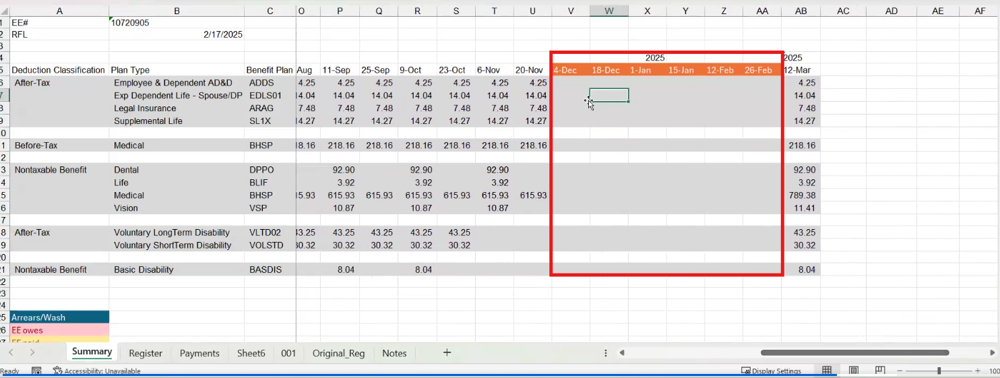 A B C O P Q R S T U V W X Y Z AA AB AC AD AE AF
1 EE# 10720905
2 RFL 2/17/2025
3
4 2025 2025
5 Deduction Classification Plan Type Benefit Plan Aug 11-Sep 25-Sep 9-Oct 23-Oct 6-Nov 20-Nov 4-Dec 18-Dec 1-Jan 15-Jan 12-Feb 26-Feb 12-Mar
6 After-Tax Employee & Dependent AD&D ADDS 4.25 4.25 4.25 4.25 4.25 4.25 4.25 4.25
7 Exp Dependent Life - Spouse/DP EDLS01 14.04 14.04 14.04 14.04 14.04 14.04 14.04 14.04
8 Legal Insurance ARAG 7.48 7.48 7.48 7.48 7.48 7.48 7.48 7.48
9 Supplemental Life SL1X 14.27 14.27 14.27 14.27 14.27 14.27 14.27 14.27
0
1 Before-Tax Medical BHSP 18.16 218.16 218.16 218.16 218.16 218.16 218.16 218.16
2
3 Nontaxable Benefit Dental DPPO 92.90 92.90 92.90 92.90
4 Life BLIF 3.92 3.92 3.92 3.92
5 Medical BHSP 15.93 615.93 615.93 615.93 615.93 615.93 615.93 789.38
6 Vision VSP 10.87 10.87 10.87 11.41
7
8 After-Tax Voluntary LongTerm Disability VLTD02 43.25 43.25 43.25 43.25 43.25 43.25
9 Voluntary ShortTerm Disability VOLSTD 30.32 30.32 30.32 30.32 30.32 30.32
20
21 Nontaxable Benefit Basic Disability BASDIS 8.04 8.04 8.04
22
23
24
25 Arrears/Wash
26 EE owes
27 EE paid
Summary Register Payments Sheet6 001 Original_Reg Notes
Ready Accessibility: Unavailable Display Settings 100